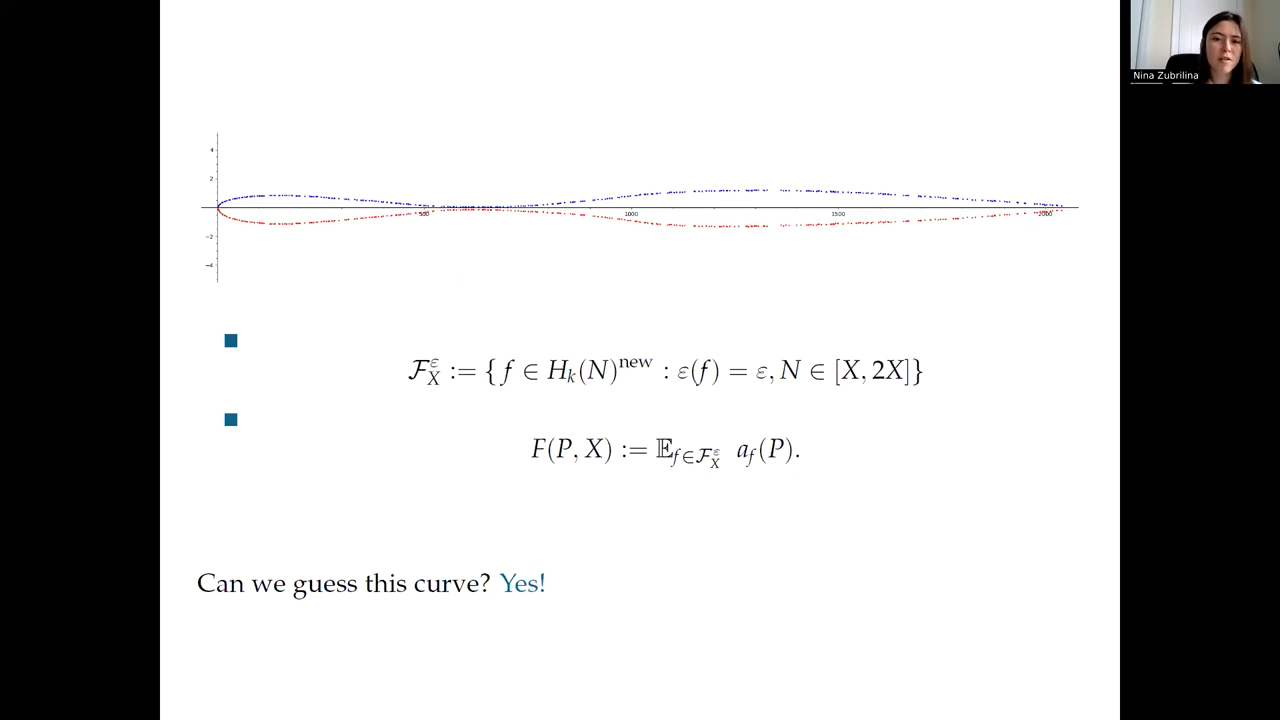 Nina Zubrilina
4
2
500
1000
1500
2000
−2
−4
ℱ_X^ε := { f ∈ H_k(N)^new : ε(f) = ε, N ∈ [X, 2X]}
F(P, X) := 𝔼_{f∈ℱ_X^ε} a_f(P).
Can we guess this curve? Yes!